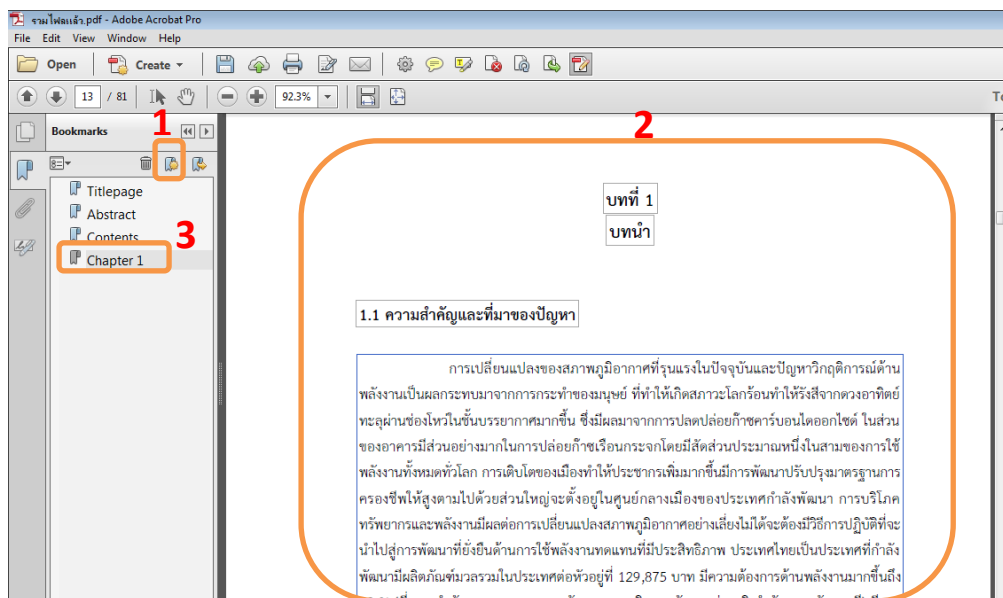 รวมไฟลแล้ว.pdf - Adobe Acrobat Pro
File Edit View Window Help
Open Create
13 / 81 92.3%
Bookmarks
1
2
Titlepage
Abstract
Contents
3
Chapter 1
บทที่ 1
บทนำ
1.1 ความสำคัญและที่มาของปัญหา
การเปลี่ยนแปลงของสภาพภูมิอากาศที่รุนแรงในปัจจุบันและปัญหาวิกฤติการณ์ด้าน
พลังงานเป็นผลกระทบมาจากการกระทำของมนุษย์ ที่ทำให้เกิดสภาวะโลกร้อนทำให้รังสีจากดวงอาทิตย์
ทะลุผ่านช่องโหว่ในชั้นบรรยากาศมากขึ้น ซึ่งมีผลมาจากการปลดปล่อยก๊าซคาร์บอนไดออกไซด์ ในส่วน
ของอาคารมีส่วนอย่างมากในการปล่อยก๊าซเรือนกระจกโดยมีสัดส่วนประมาณหนึ่งในสามของการใช้
พลังงานทั้งหมดทั่วโลก การเติบโตของเมืองทำให้ประชากรเพิ่มมากขึ้นมีการพัฒนาปรับปรุงมาตรฐานการ
ครองชีพให้สูงตามไปด้วยส่วนใหญ่จะตั้งอยู่ในศูนย์กลางเมืองของประเทศกำลังพัฒนา การบริโภค
ทรัพยากรและพลังงานมีผลต่อการเปลี่ยนแปลงสภาพภูมิอากาศอย่างเลี่ยงไม่ได้จะต้องมีวิธีการปฏิบัติที่จะ
นำไปสู่การพัฒนาที่ยั่งยืนด้านการใช้พลังงานทดแทนที่มีประสิทธิภาพ ประเทศไทยเป็นประเทศที่กำลัง
พัฒนามีผลิตภัณฑ์มวลรวมในประเทศต่อหัวอยู่ที่ 129,875 บาท มีความต้องการด้านพลังงานมากขึ้นถึง